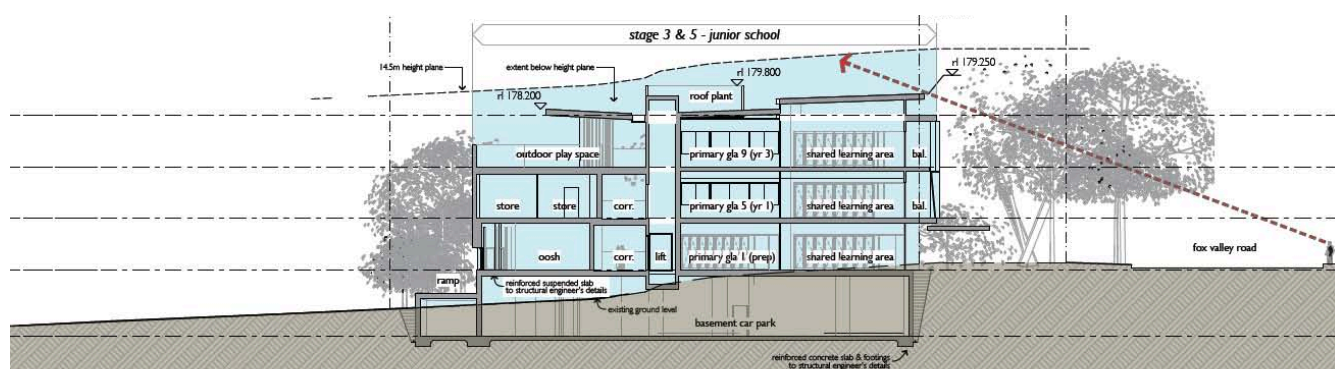 stage 3 & 5 - junior school
14.5m height plane
extent below height plane
rl 179.800
rl 179.250
rl 178.200
roof plant
outdoor play space
primary gla 9 (yr 3)
shared learning area
bal.
store
store
corr.
primary gla 5 (yr 1)
shared learning area
bal.
fox valley road
oosh
corr.
lift
primary gla 1 (prep)
shared learning area
ramp
reinforced suspended slab
to structural engineer's details
existing ground level
basement car park
reinforced concrete slab & footings
to structural engineer's details